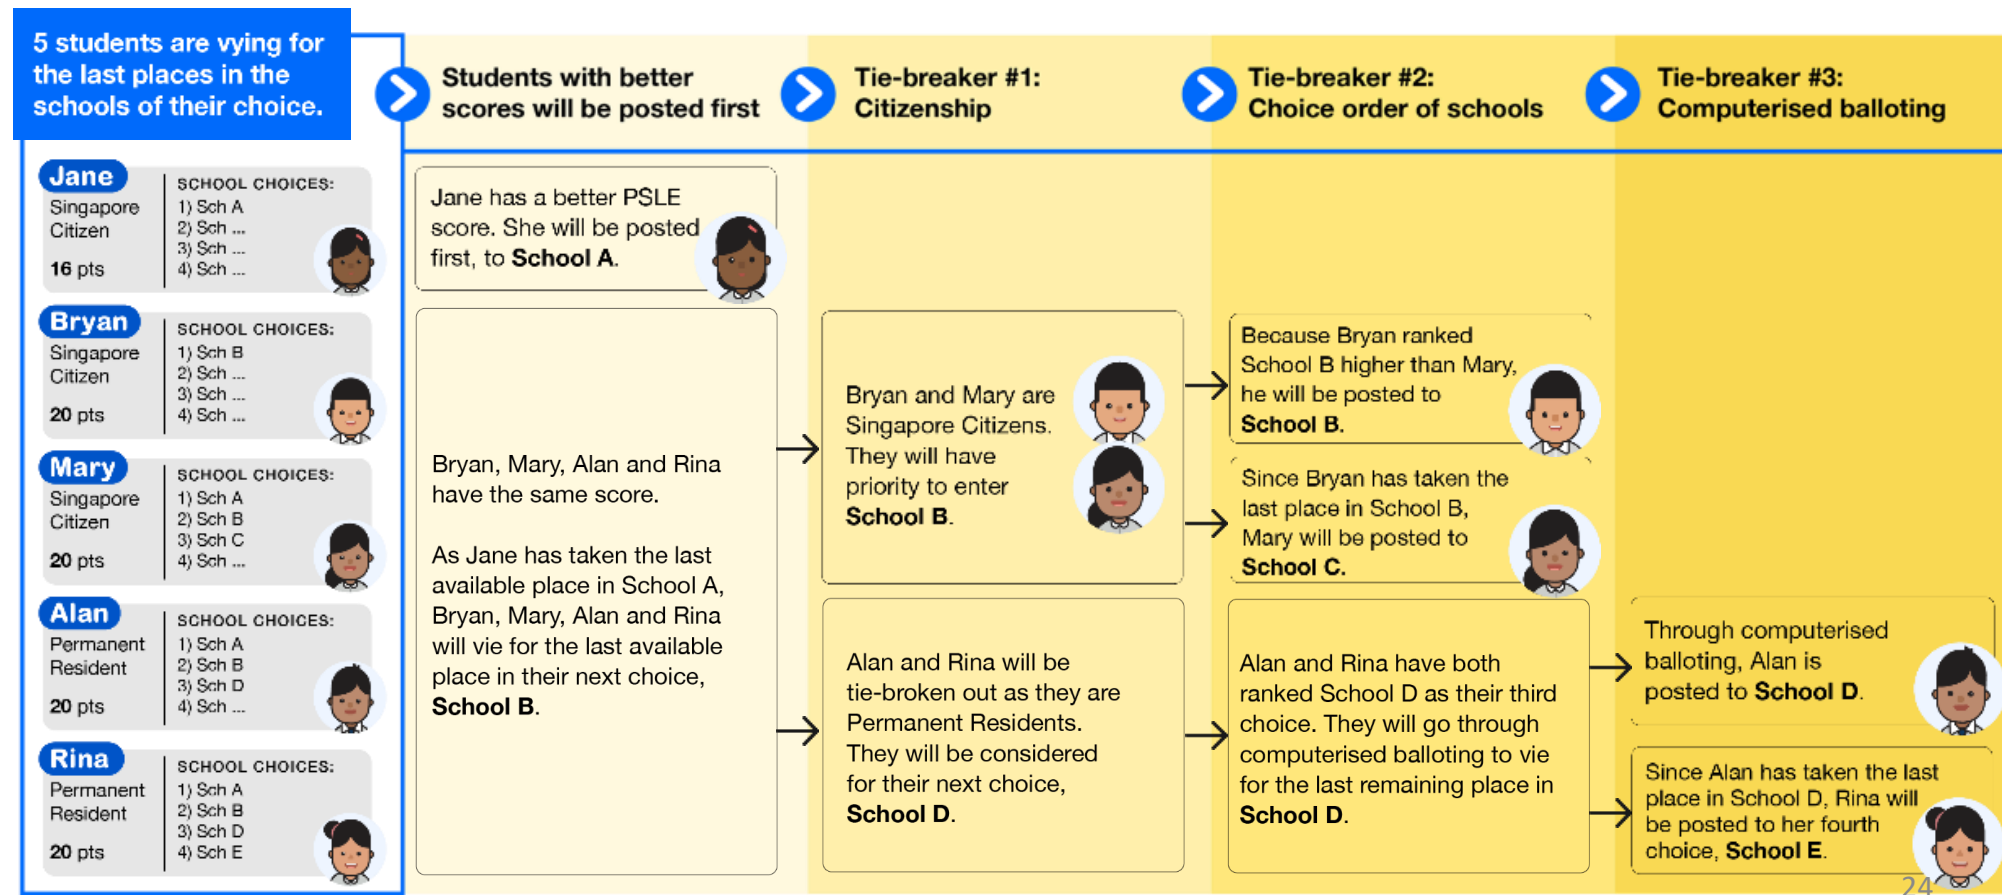 5 students are vying for
the last places in the
schools of their choice.
Students with better
scores will be posted first
Tie-breaker #1:
Citizenship
Tie-breaker #2:
Choice order of schools
Tie-breaker #3:
Computerised balloting
Jane
Singapore
Citizen
16 pts
SCHOOL CHOICES:
1) Sch A
2) Sch ...
3) Sch ...
4) Sch ...
Bryan
Singapore
Citizen
20 pts
SCHOOL CHOICES:
1) Sch B
2) Sch ...
3) Sch ...
4) Sch ...
Mary
Singapore
Citizen
20 pts
SCHOOL CHOICES:
1) Sch A
2) Sch B
3) Sch C
4) Sch ...
Alan
Permanent
Resident
20 pts
SCHOOL CHOICES:
1) Sch A
2) Sch B
3) Sch D
4) Sch ...
Rina
Permanent
Resident
20 pts
SCHOOL CHOICES:
1) Sch A
2) Sch B
3) Sch D
4) Sch E
Jane has a better PSLE
score. She will be posted
first, to School A.
Bryan, Mary, Alan and Rina
have the same score.
As Jane has taken the last
available place in School A,
Bryan, Mary, Alan and Rina
will vie for the last available
place in their next choice,
School B.
Bryan and Mary are
Singapore Citizens.
They will have
priority to enter
School B.
Alan and Rina will be
tie-broken out as they are
Permanent Residents.
They will be considered
for their next choice,
School D.
Because Bryan ranked
School B higher than Mary,
he will be posted to
School B.
Since Bryan has taken the
last place in School B,
Mary will be posted to
School C.
Alan and Rina have both
ranked School D as their third
choice. They will go through
computerised balloting to vie
for the last remaining place in
School D.
Through computerised
balloting, Alan is
posted to School D.
Since Alan has taken the last
place in School D, Rina will
be posted to her fourth
choice, School E.
24